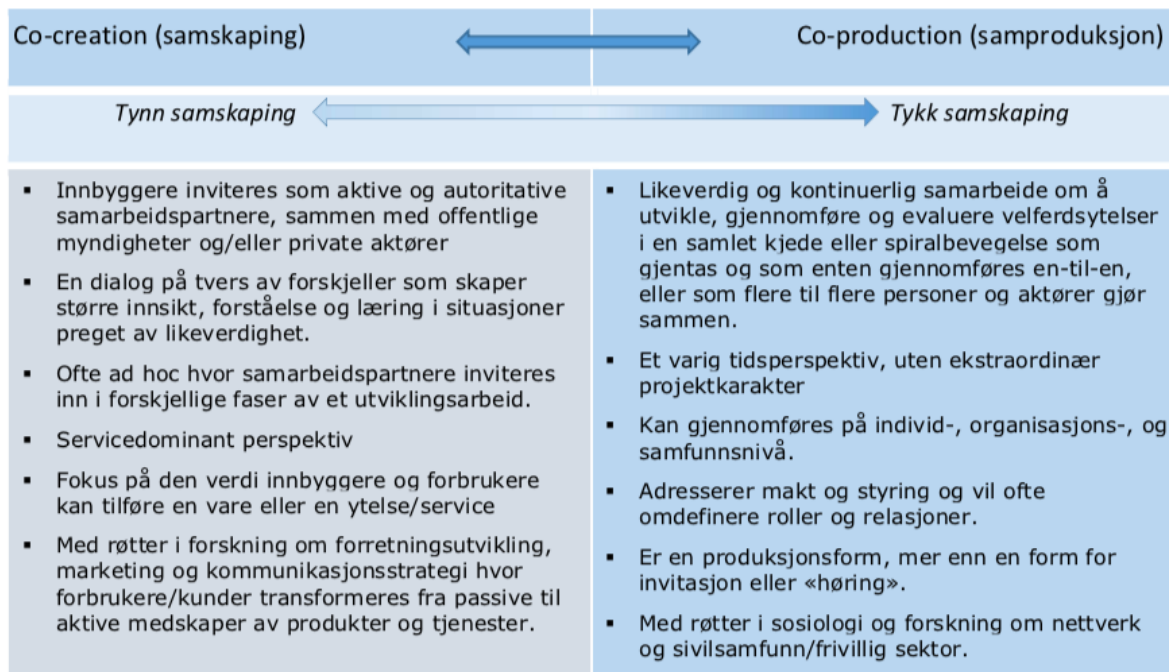 Co-creation (samskaping)
Co-production (samproduksjon)
Tynn samskaping
Tykk samskaping
▪ Innbyggere inviteres som aktive og autoritative
samarbeidspartnere, sammen med offentlige
myndigheter og/eller private aktører
▪ En dialog på tvers av forskjeller som skaper
større innsikt, forståelse og læring i situasjoner
preget av likeverdighet.
▪ Ofte ad hoc hvor samarbeidspartnere inviteres
inn i forskjellige faser av et utviklingsarbeid.
▪ Servicedominant perspektiv
▪ Fokus på den verdi innbyggere og forbrukere
kan tilføre en vare eller en ytelse/service
▪ Med røtter i forskning om forretningsutvikling,
marketing og kommunikasjonsstrategi hvor
forbrukere/kunder transformeres fra passive til
aktive medskaper av produkter og tjenester.
▪ Likeverdig og kontinuerlig samarbeide om å
utvikle, gjennomføre og evaluere velferdsytelser
i en samlet kjede eller spiralbevegelse som
gjentas og som enten gjennomføres en-til-en,
eller som flere til flere personer og aktører gjør
sammen.
▪ Et varig tidsperspektiv, uten ekstraordinær
projektkarakter
▪ Kan gjennomføres på individ-, organisasjons-, og
samfunnsnivå.
▪ Adresserer makt og styring og vil ofte
omdefinere roller og relasjoner.
▪ Er en produksjonsform, mer enn en form for
invitasjon eller «høring».
▪ Med røtter i sosiologi og forskning om nettverk
og sivilsamfunn/frivillig sektor.